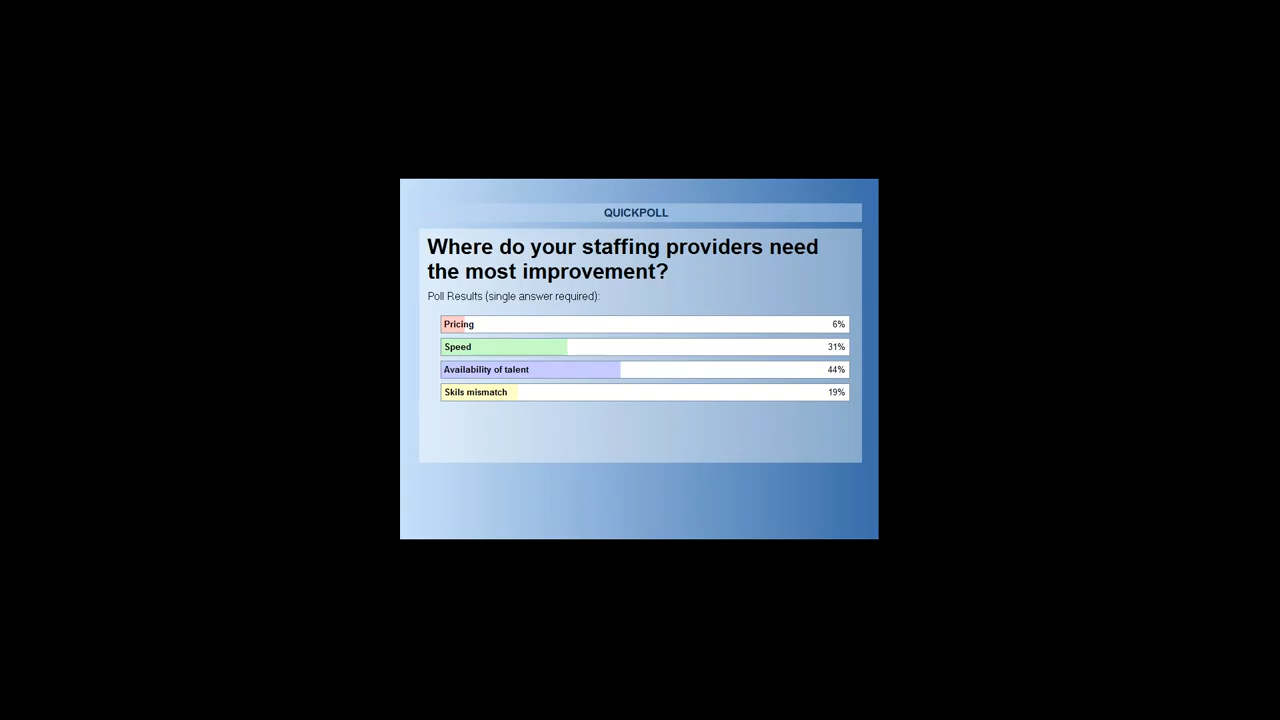 QUICKPOLL
Where do your staffing providers need
the most improvement?
Poll Results (single answer required):
Pricing 6%
Speed 31%
Availability of talent 44%
Skils mismatch 19%